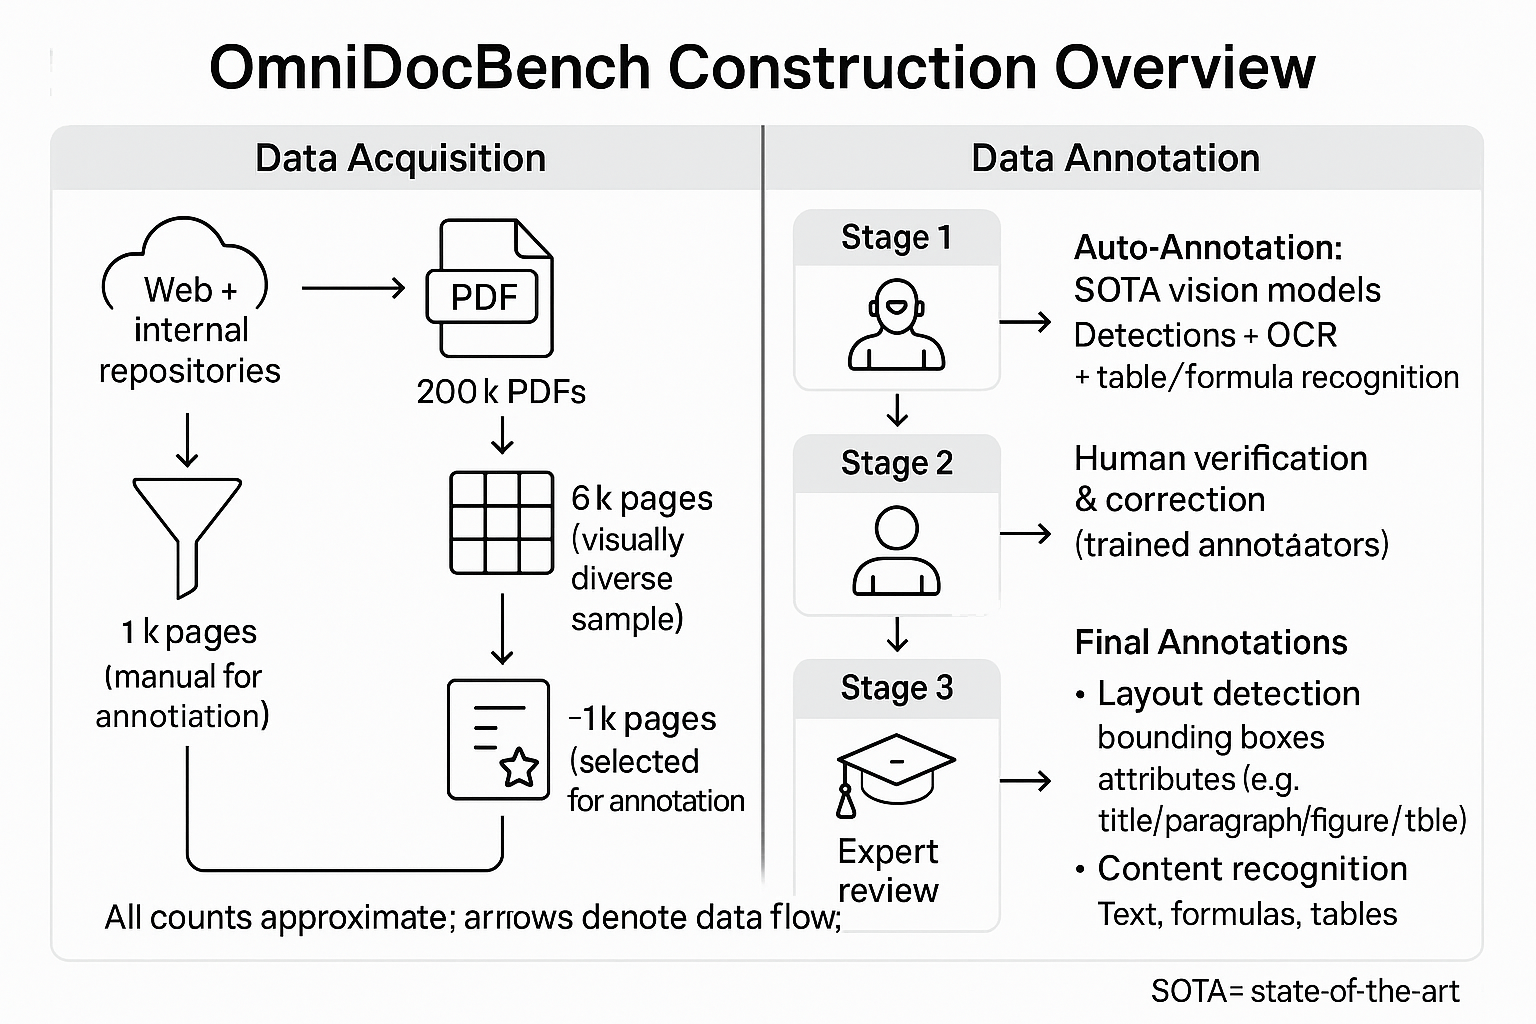 OmniDocBench Construction Overview
Data Acquisition
Web +
internal
repositories
PDF
200 k PDFs
1 k pages
(manual for
annotiation)
6 k pages
(visually
diverse
sample)
-1k pages
(selected
for annotation
All counts approximate; arrrows denote data flow;
Data Annotation
Stage 1
Auto-Annotation:
SOTA vision models
Detections + OCR
+ table/formula recognition
Stage 2
Human verification
& correction
(trained annotáators)
Stage 3
Expert
review
Final Annotations
• Layout detection
bounding boxes
attributes (e.g.
title/paragraph/figure/tble)
• Content recognition
Text, formulas, tables
SOTA= state-of-the-art